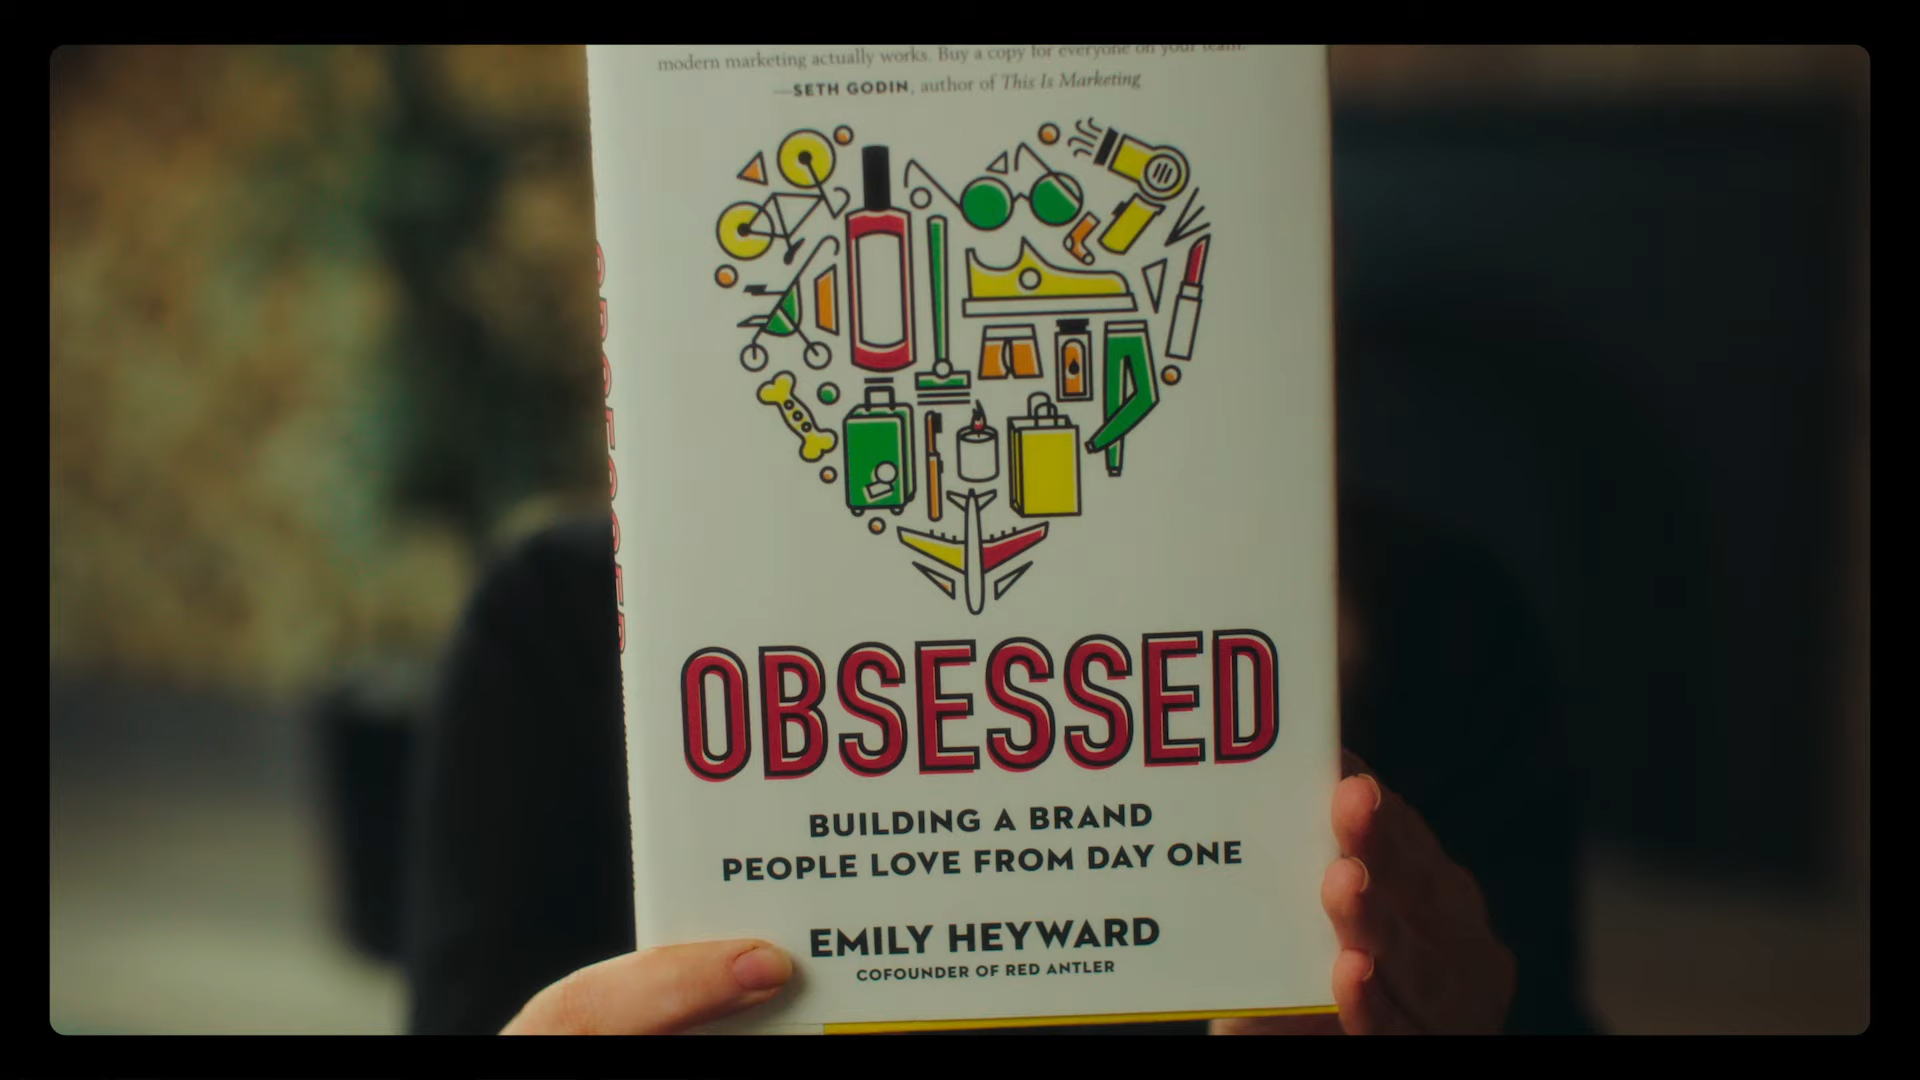 modern marketing actually works. Buy a copy for everyone on your team.
—SETH GODIN, author of This Is Marketing
OBSESSED
OBSESSED
BUILDING A BRAND
PEOPLE LOVE FROM DAY ONE
EMILY HEYWARD
COFOUNDER OF RED ANTLER